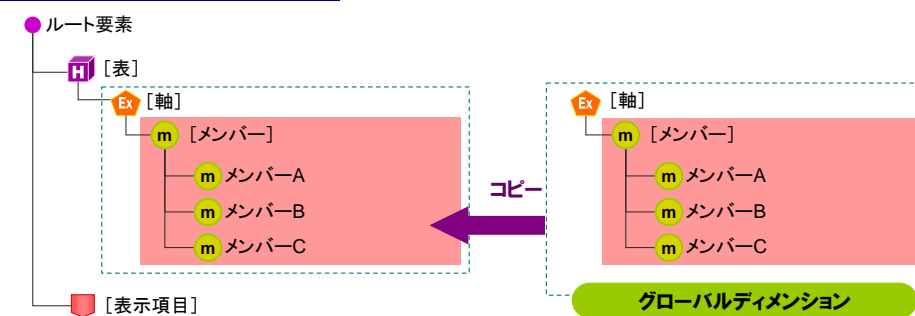 ルート要素
H [表]
Ex [軸]
m [メンバー]
m メンバーA
m メンバーB
m メンバーC
[表示項目]
コピー
Ex [軸]
m [メンバー]
m メンバーA
m メンバーB
m メンバーC
グローバルディメンション